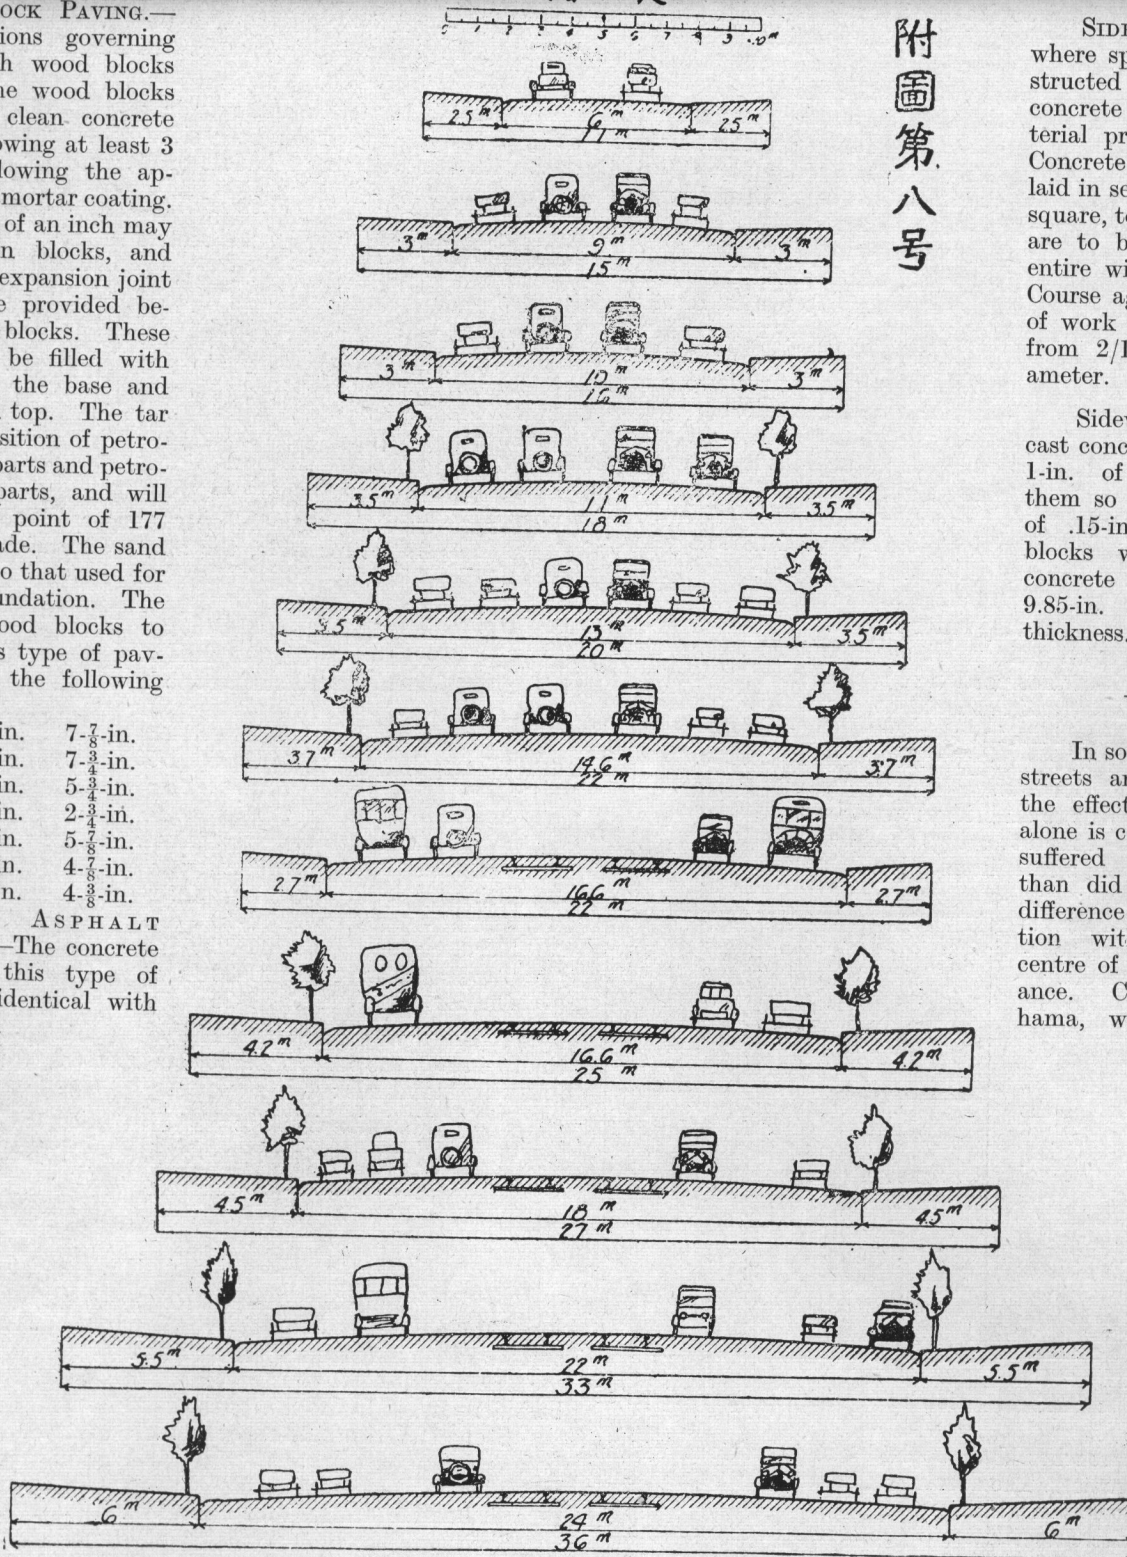 OCK PAVING.—
ions governing
h wood blocks
ne wood blocks
clean concrete
owing at least 3
lowing the ap-
mortar coating.
of an inch may
n blocks, and
expansion joint
e provided be-
blocks. These
be filled with
the base and
top. The tar
sition of petro-
parts and petro-
parts, and will
point of 177
ade. The sand
o that used for
undation. The
ood blocks to
s type of pav-
the following
in. 7-7/8-in.
in. 7-3/4-in.
in. 5-3/4-in.
in. 2-3/4-in.
in. 5-7/8-in.
in. 4-7/8-in.
n. 4-3/8-in.
ASPHALT
—The concrete
this type of
identical with
附圖第八号
2.5m 6m 2.5m
11m
3m 9m 3m
15m
3m 10m 3m
16m
3.5m 11m 3.5m
18m
3.5m 13m 3.5m
20m
3.7m 14.6m 3.7m
22m
2.7m 16.6m 2.7m
22m
4.2m 16.6m 4.2m
25m
4.5m 18m 4.5m
27m
5.5m 22m 5.5m
33m
6m 24m 6m
36m
SIDE
where sp
structed
concrete
terial pr
Concrete
laid in se
square, to
are to b
entire wi
Course ag
of work
from 2/1
ameter.
Sidew
cast conc
1-in. of
them so
of .15-in
blocks w
concrete
9.85-in.
thickness.
In so
streets an
the effect
alone is c
suffered
than did
difference
tion wit
centre of
ance. C
hama, w